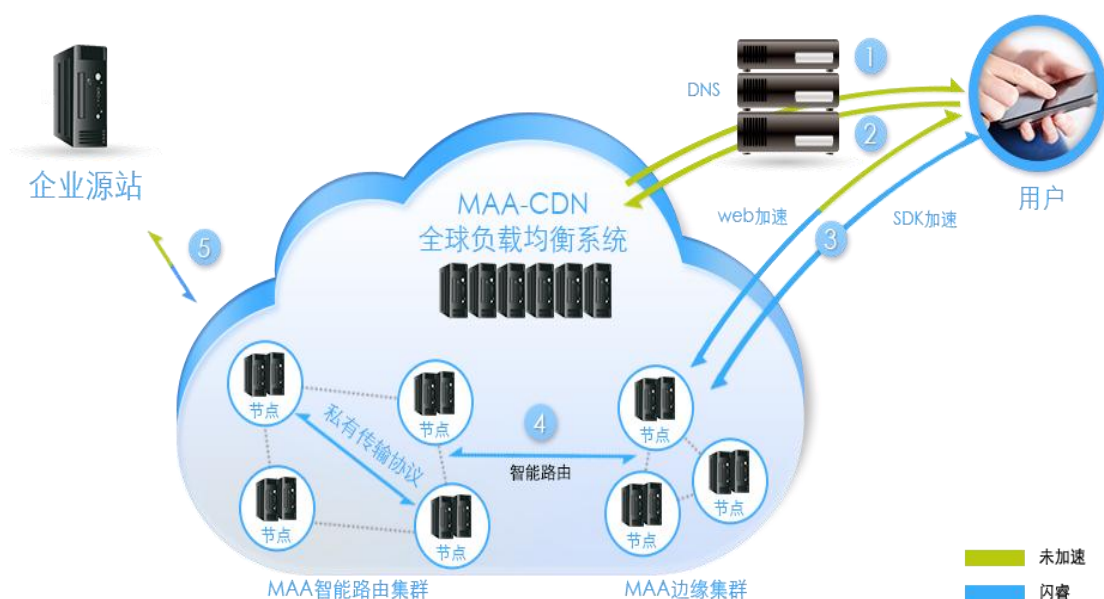 1
DNS
2
企业源站
用户
MAA-CDN
全球负载均衡系统
web加速
SDK加速
3
5
节点
节点
节点
私有传输协议
4
智能路由
节点
节点
节点
节点
MAA智能路由集群
MAA边缘集群
未加速
闪睿